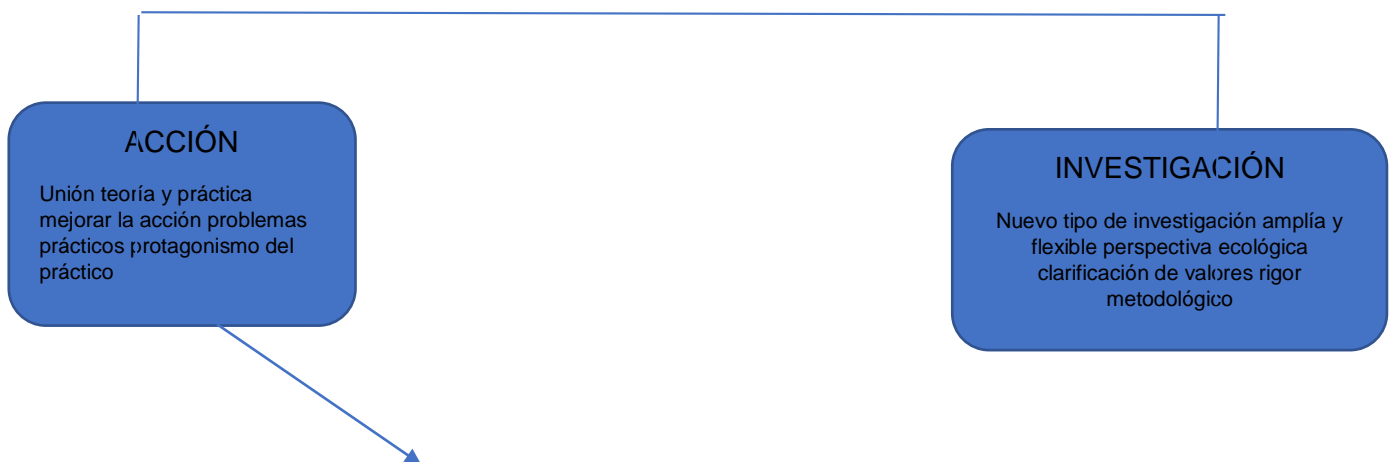 ACCIÓN
Unión teoría y práctica
mejorar la acción problemas
prácticos protagonismo del
práctico
INVESTIGACIÓN
Nuevo tipo de investigación amplía y
flexible perspectiva ecológica
clarificación de valores rigor
metodológico